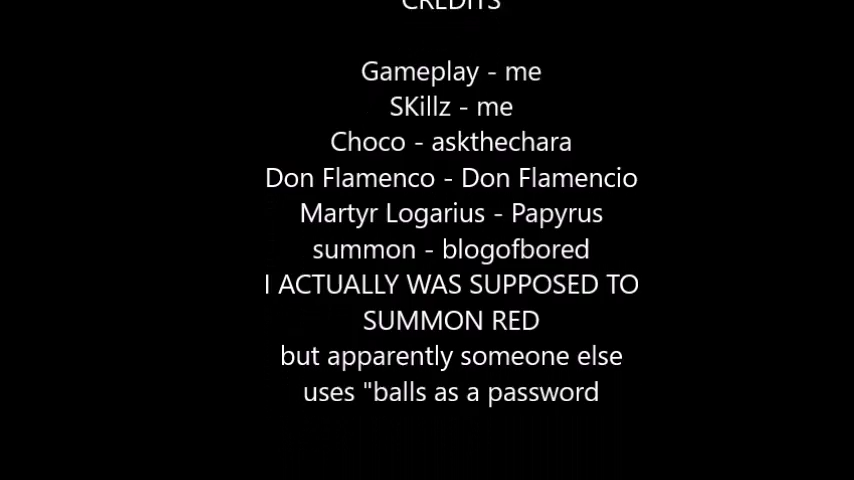 CREDITS
Gameplay - me
SKillz - me
Choco - askthechara
Don Flamenco - Don Flamencio
Martyr Logarius - Papyrus
summon - blogofbored
I ACTUALLY WAS SUPPOSED TO
SUMMON RED
but apparently someone else
uses "balls as a password